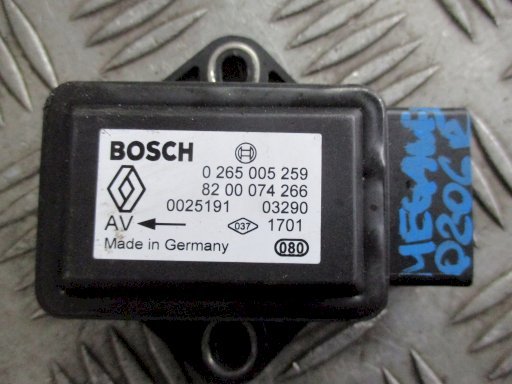 BOSCH
0 265 005 259
82 00 074 266
0025191 03290
AV 037 1701
Made in Germany 080
MEGANE